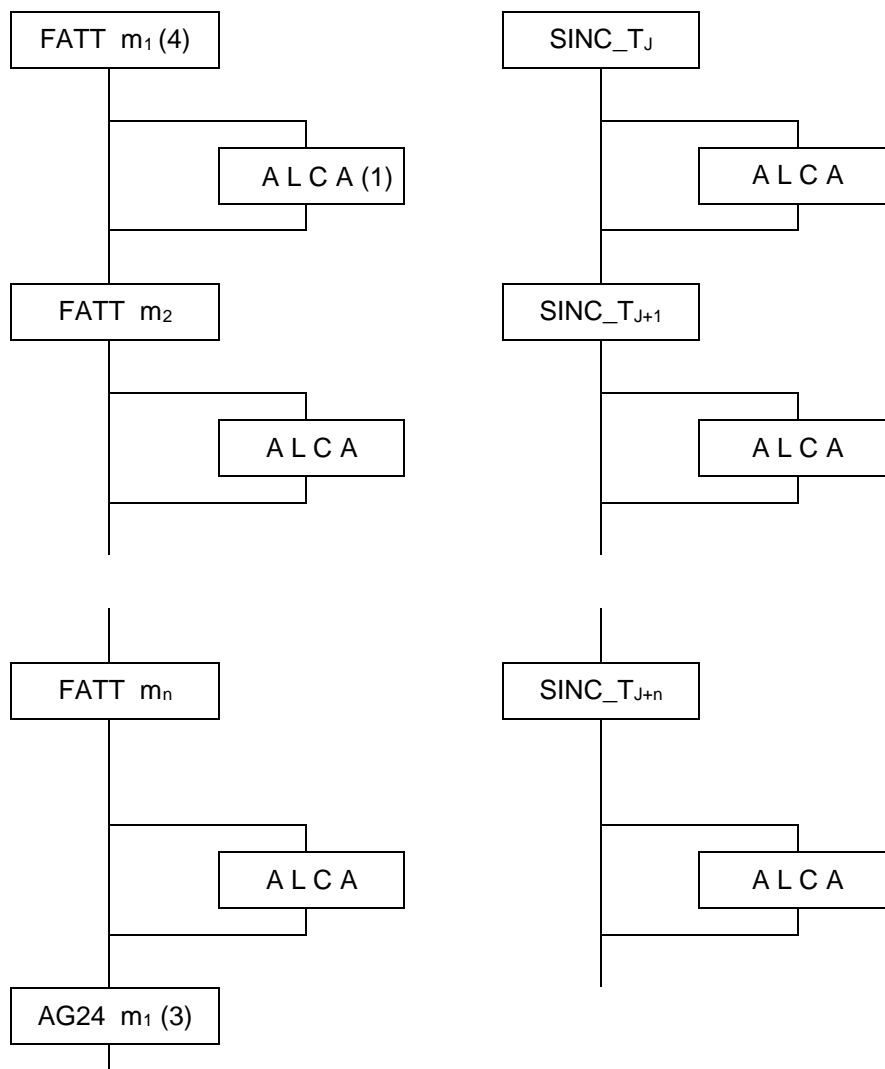 FATT m₁ (4)
SINC_TJ
A L C A (1)
A L C A
FATT m₂
SINC_TJ+1
A L C A
A L C A
FATT mₙ
SINC_TJ+n
A L C A
A L C A
AG24 m₁ (3)